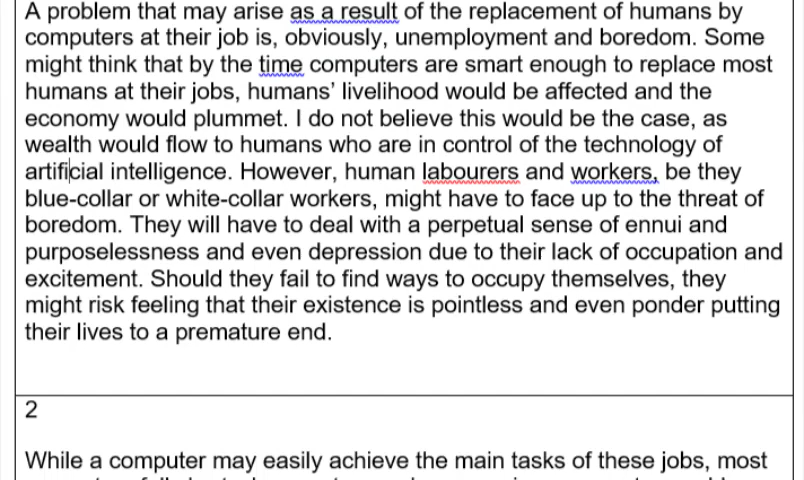 A problem that may arise as a result of the replacement of humans by
computers at their job is, obviously, unemployment and boredom. Some
might think that by the time computers are smart enough to replace most
humans at their jobs, humans’ livelihood would be affected and the
economy would plummet. I do not believe this would be the case, as
wealth would flow to humans who are in control of the technology of
artificial intelligence. However, human labourers and workers, be they
blue-collar or white-collar workers, might have to face up to the threat of
boredom. They will have to deal with a perpetual sense of ennui and
purposelessness and even depression due to their lack of occupation and
excitement. Should they fail to find ways to occupy themselves, they
might risk feeling that their existence is pointless and even ponder putting
their lives to a premature end.
2
While a computer may easily achieve the main tasks of these jobs, most